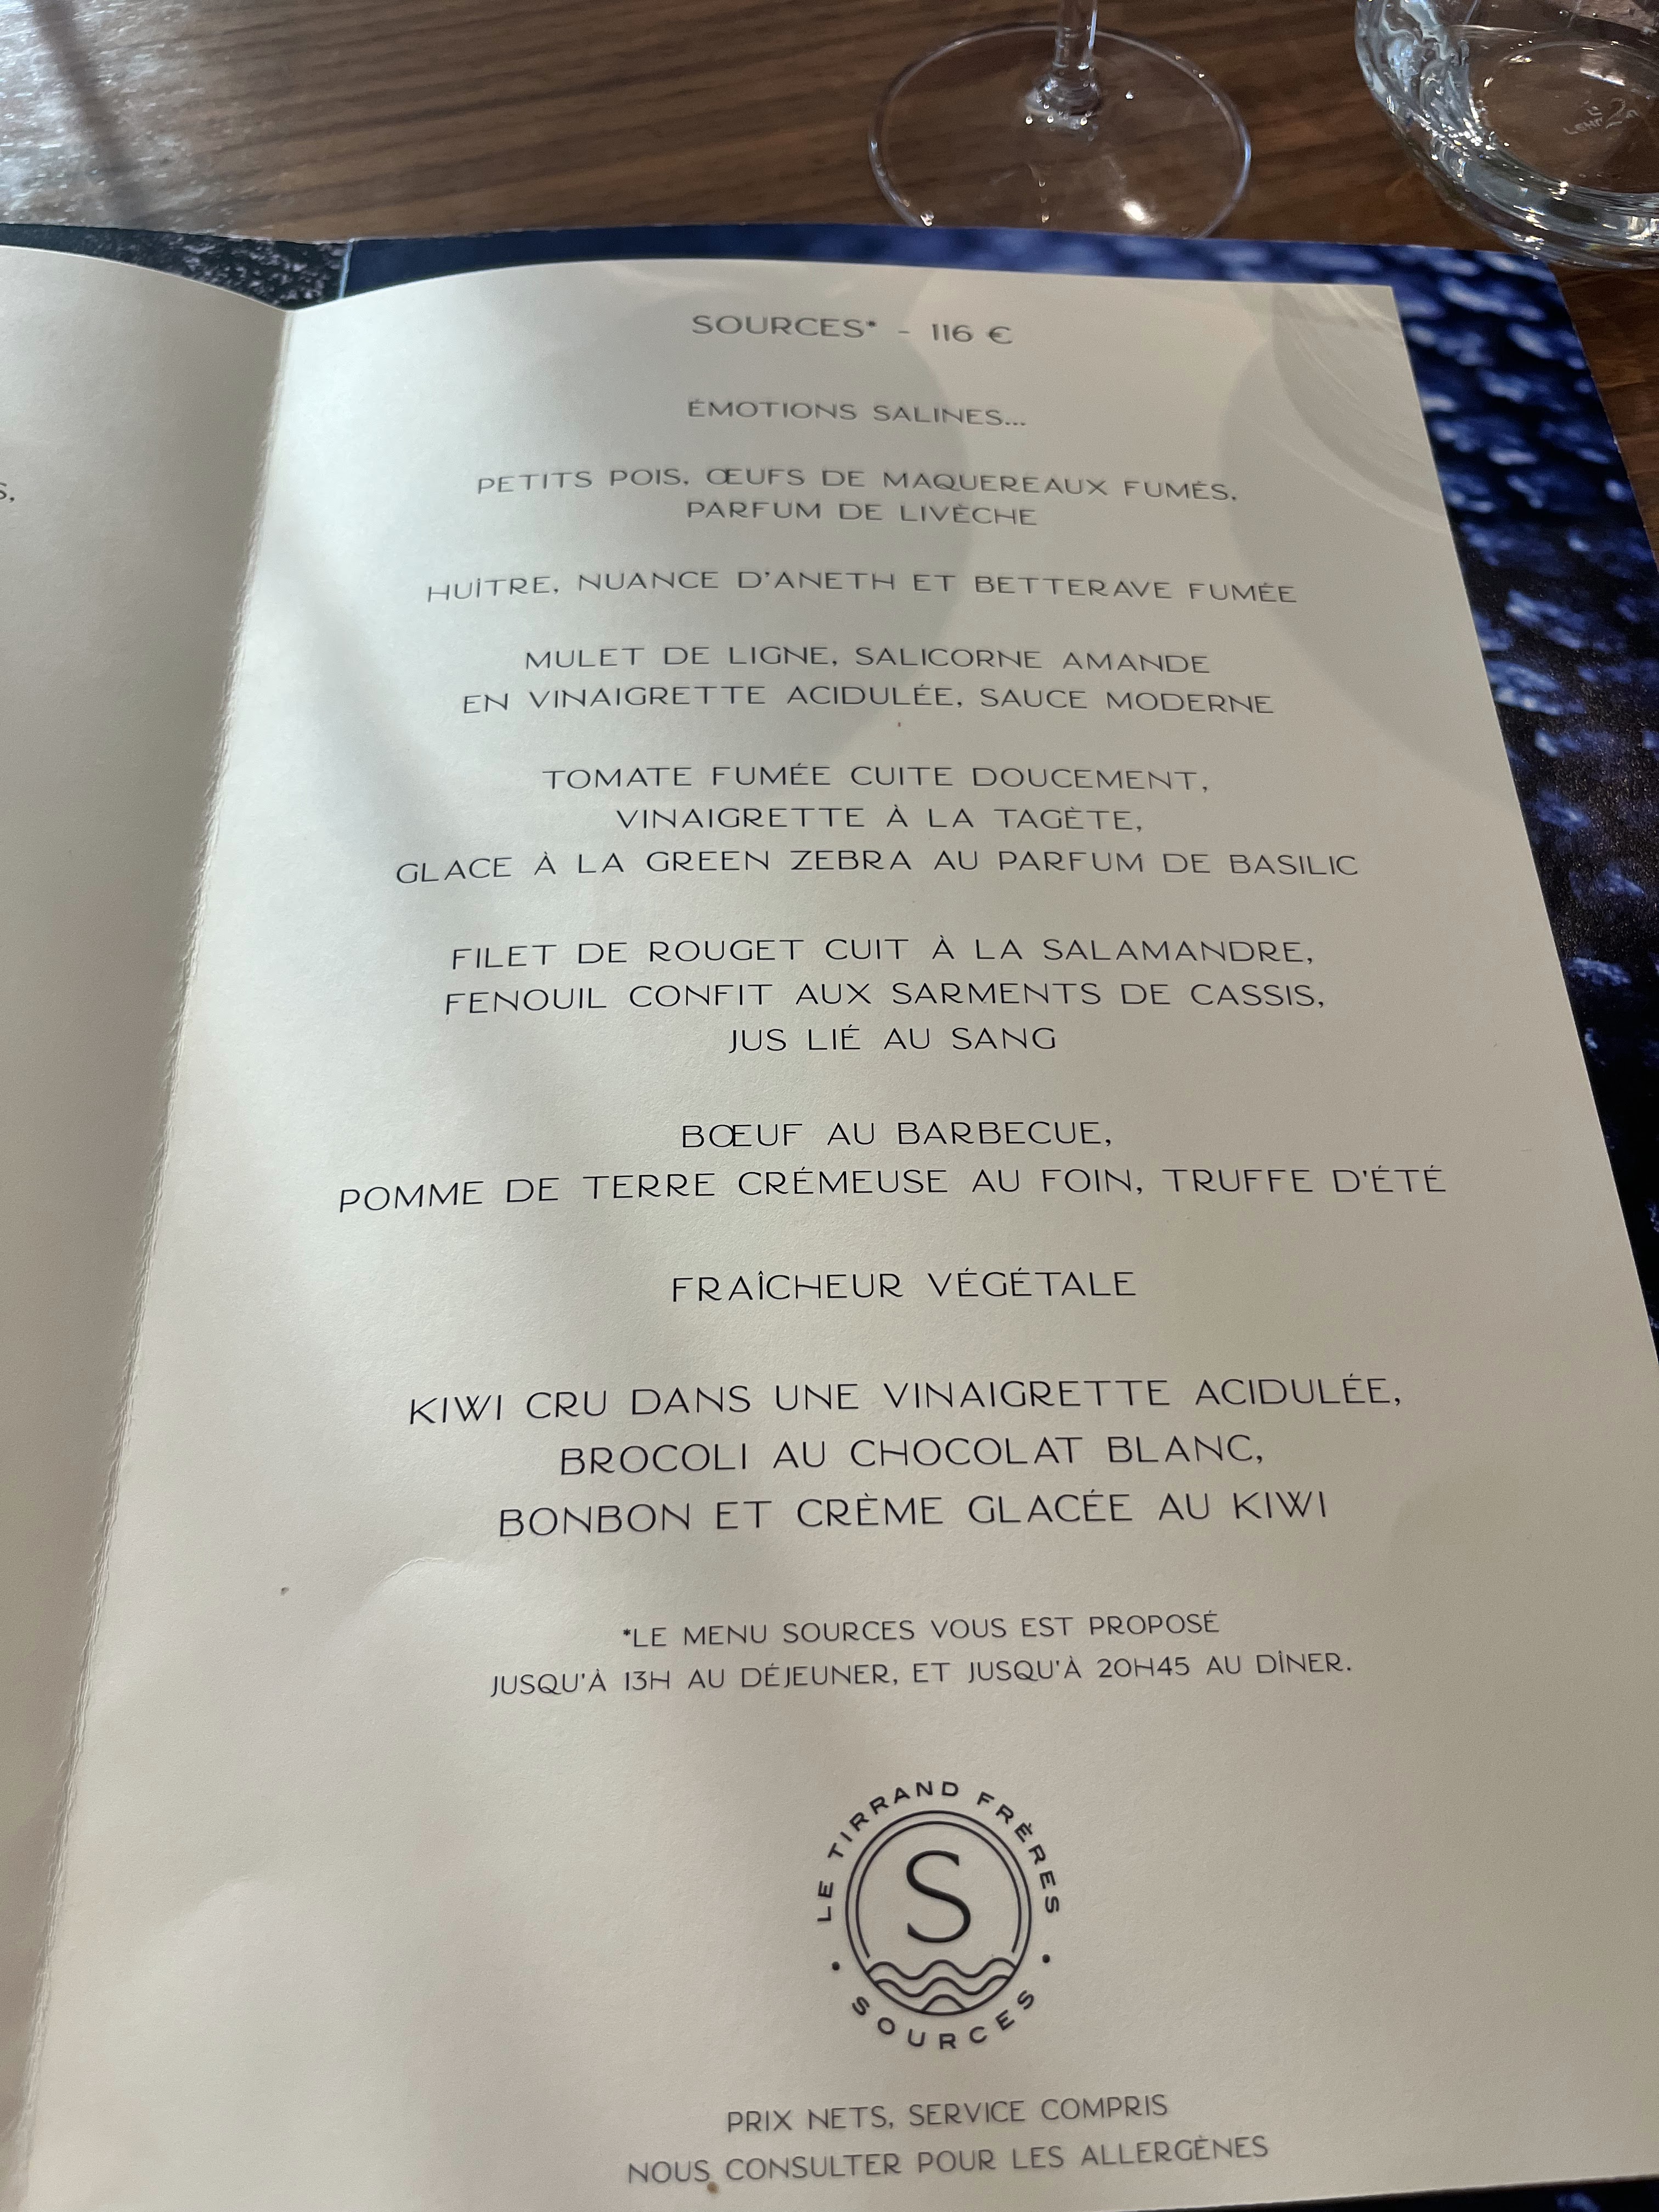 S,
SOURCES* - 116 €
ÉMOTIONS SALINES...
PETITS POIS, ŒUFS DE MAQUEREAUX FUMÉS,
PARFUM DE LIVÈCHE
HUÎTRE, NUANCE D'ANETH ET BETTERAVE FUMÉE
MULET DE LIGNE, SALICORNE AMANDE
EN VINAIGRETTE ACIDULÉE, SAUCE MODERNE
TOMATE FUMÉE CUITE DOUCEMENT,
VINAIGRETTE À LA TAGÈTE,
GLACE À LA GREEN ZEBRA AU PARFUM DE BASILIC
FILET DE ROUGET CUIT À LA SALAMANDRE,
FENOUIL CONFIT AUX SARMENTS DE CASSIS,
JUS LIÉ AU SANG
BŒUF AU BARBECUE,
POMME DE TERRE CRÉMEUSE AU FOIN, TRUFFE D'ÉTÉ
FRAÎCHEUR VÉGÉTALE
KIWI CRU DANS UNE VINAIGRETTE ACIDULÉE,
BROCOLI AU CHOCOLAT BLANC,
BONBON ET CRÈME GLACÉE AU KIWI
*LE MENU SOURCES VOUS EST PROPOSÉ
JUSQU'À 13H AU DÉJEUNER, ET JUSQU'À 20H45 AU DÎNER.
LE TIRRAND FRÈRES
S
• SOURCES •
PRIX NETS, SERVICE COMPRIS
NOUS CONSULTER POUR LES ALLERGÈNES